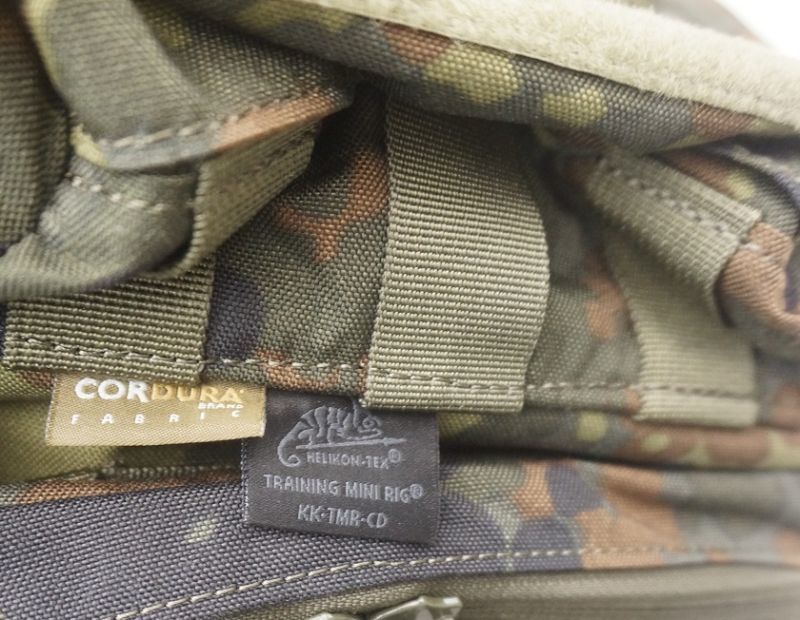 CORDURA®
BRAND
FABRIC
HELIKON-TEX®
TRAINING MINI RIG®
KK-TMR-CD